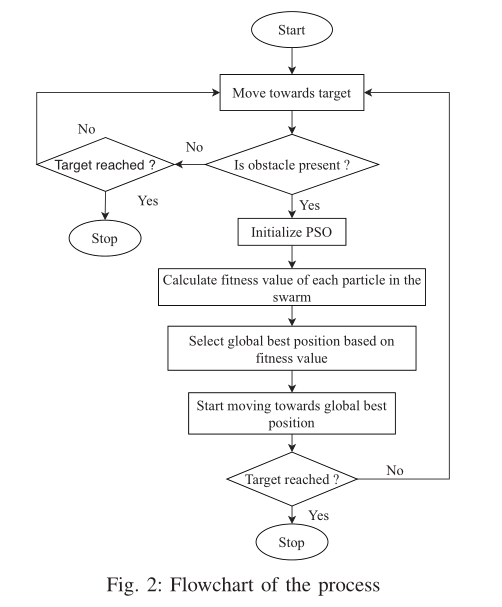 Start
Move towards target
No
No
Target reached ?
Is obstacle present ?
Yes
Yes
Stop
Initialize PSO
Calculate fitness value of each particle in the
swarm
Select global best position based on
fitness value
Start moving towards global best
position
Target reached ?
No
Yes
Stop
Fig. 2: Flowchart of the process